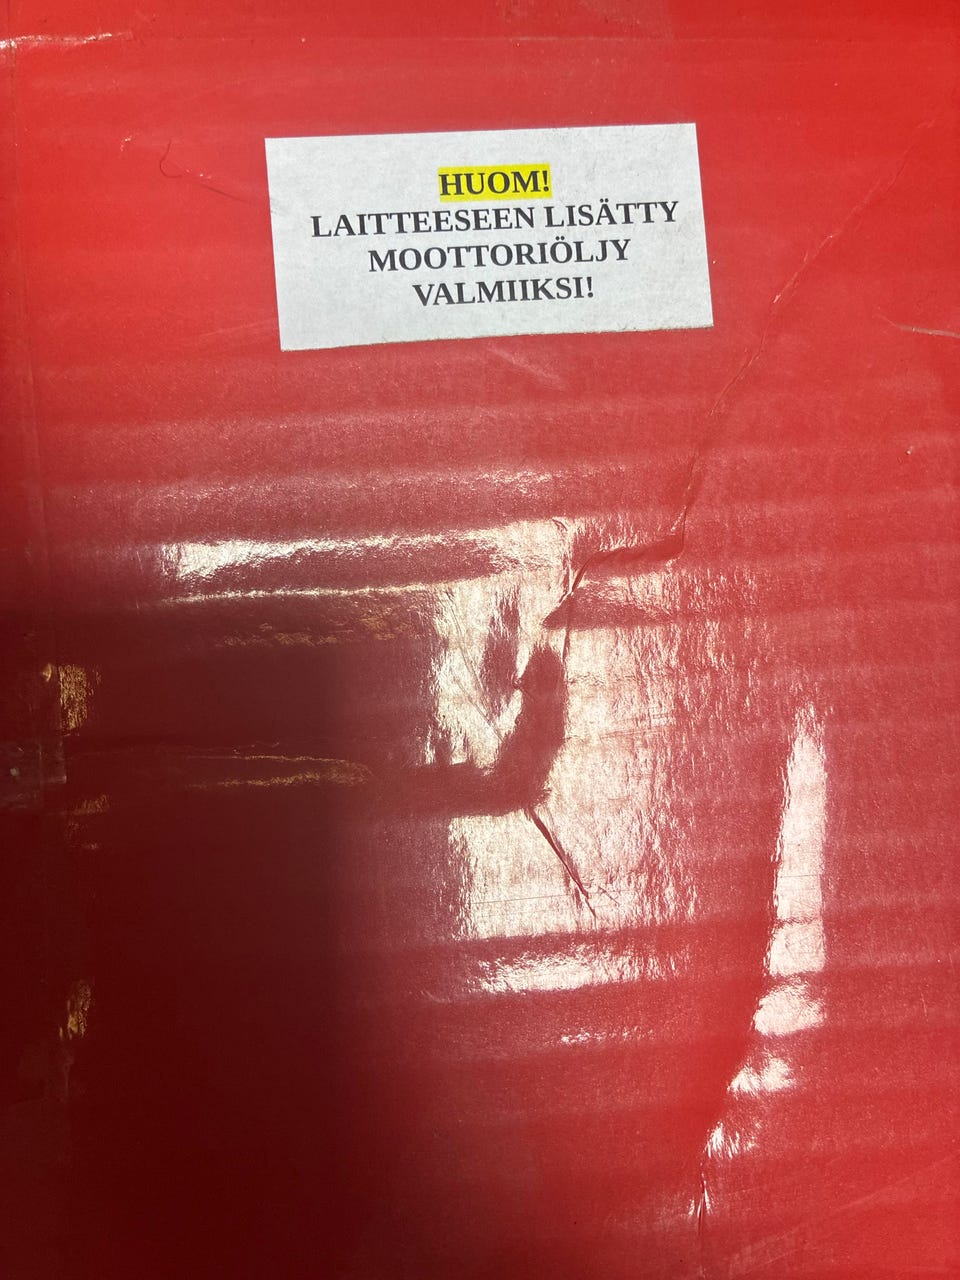 HUOM!
LAITTEESEEN LISÄTTY
MOOTTORIÖLJY
VALMIIKSI!